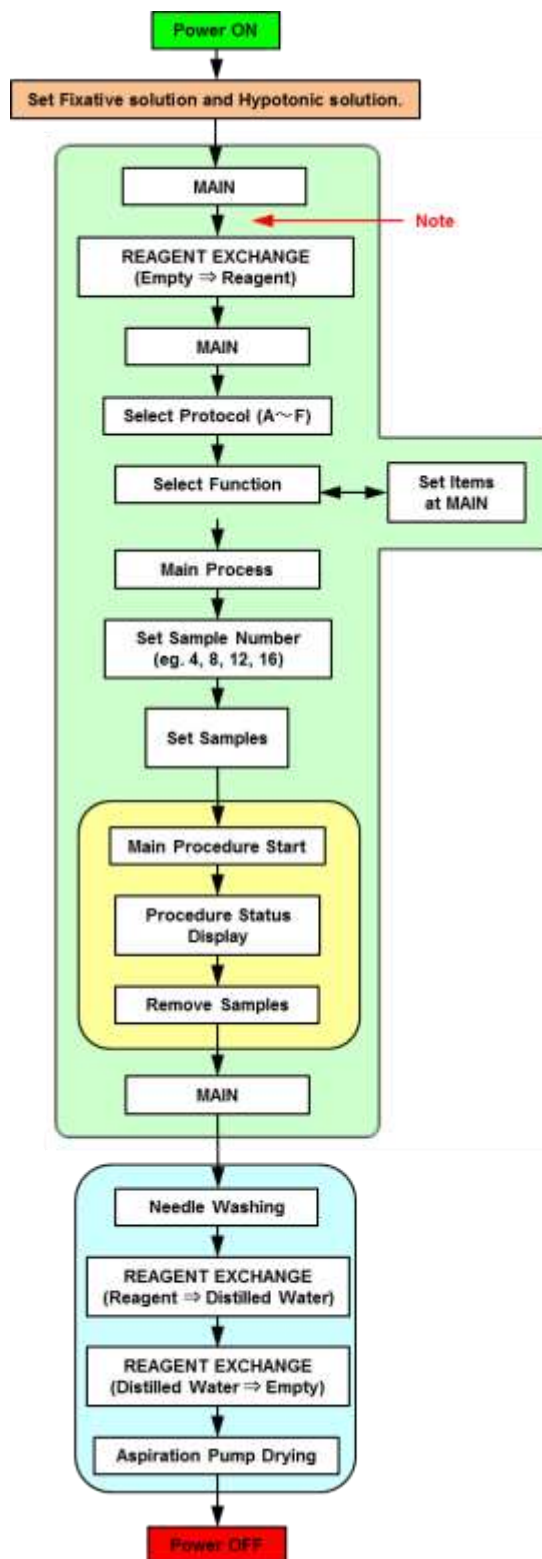 Power ON
Set Fixative solution and Hypotonic solution.
MAIN
Note
REAGENT EXCHANGE
(Empty ⇒ Reagent)
MAIN
Select Protocol (A～F)
Select Function
Set Items
at MAIN
Main Process
Set Sample Number
(eg. 4, 8, 12, 16)
Set Samples
Main Procedure Start
Procedure Status
Display
Remove Samples
MAIN
Needle Washing
REAGENT EXCHANGE
(Reagent ⇒ Distilled Water)
REAGENT EXCHANGE
(Distilled Water ⇒ Empty)
Aspiration Pump Drying
Power OFF